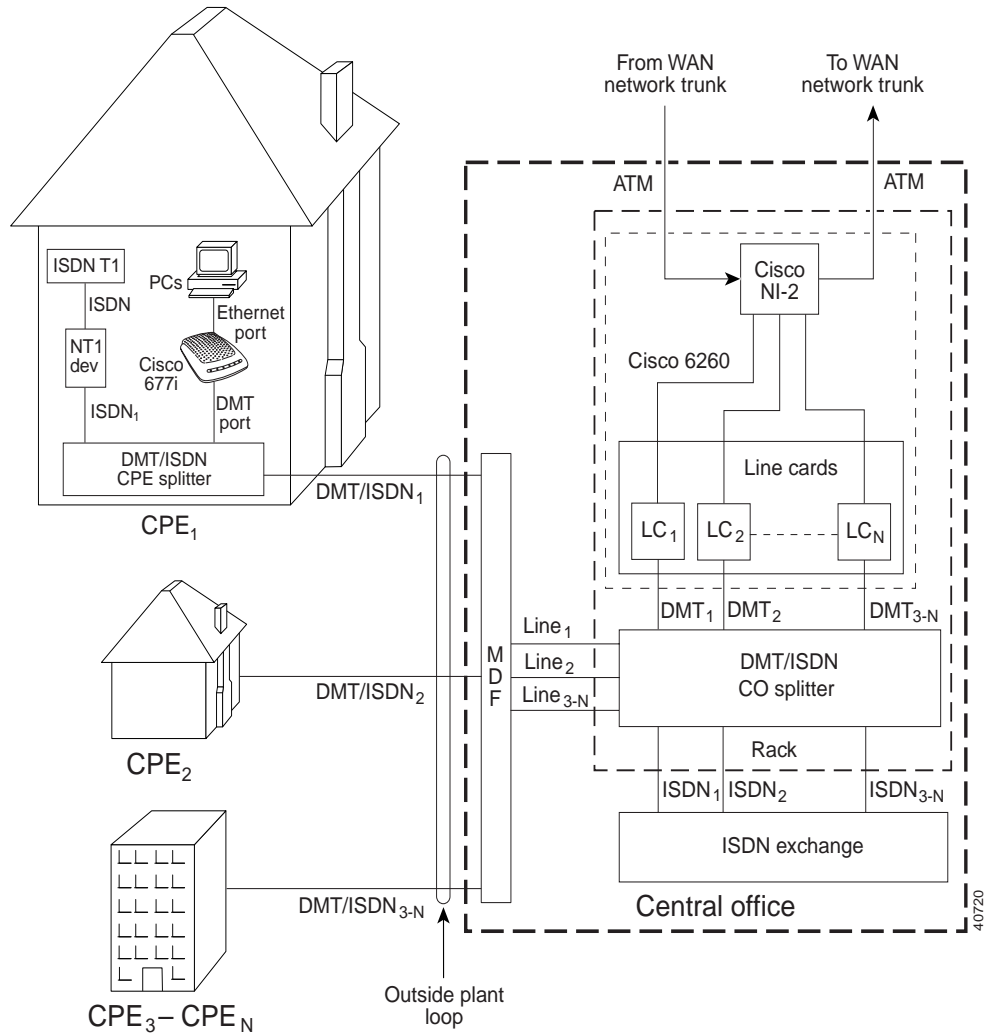 From WAN
network trunk
To WAN
network trunk
ATM
ATM
Cisco
NI-2
Cisco 6260
Line cards
LC1
LC2
LCN
DMT1
DMT2
DMT3-N
DMT/ISDN
CO splitter
Rack
ISDN1
ISDN2
ISDN3-N
ISDN exchange
Central office
Line1
Line2
Line3-N
M
D
F
ISDN T1
ISDN
NT1
dev
ISDN1
PCs
Ethernet
port
Cisco
677i
DMT
port
DMT/ISDN
CPE splitter
CPE1
DMT/ISDN1
DMT/ISDN2
CPE2
DMT/ISDN3-N
CPE3– CPEN
Outside plant
loop
40720